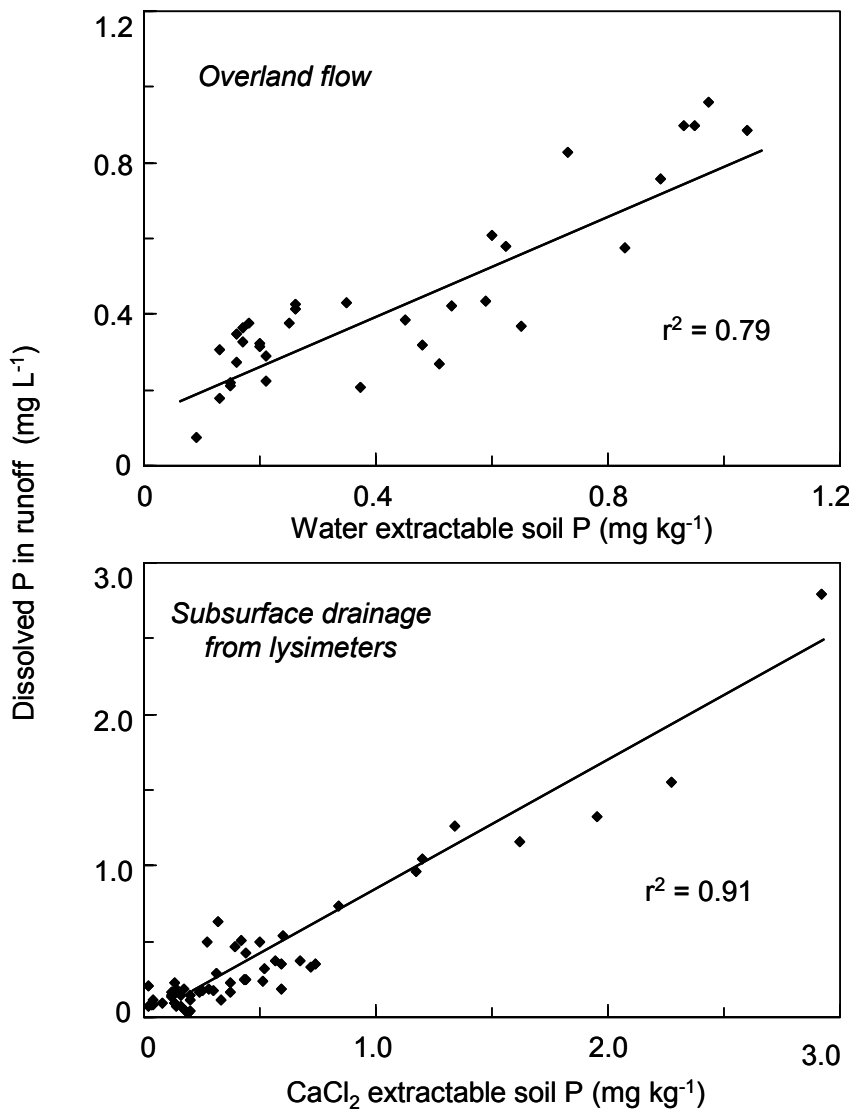 1.2
Overland flow
0.8
0.4
r² = 0.79
0
0 0.4 0.8 1.2
Water extractable soil P (mg kg⁻¹)
Dissolved P in runoff (mg L⁻¹)
3.0
Subsurface drainage
from lysimeters
2.0
1.0
r² = 0.91
0
0 1.0 2.0 3.0
CaCl₂ extractable soil P (mg kg⁻¹)